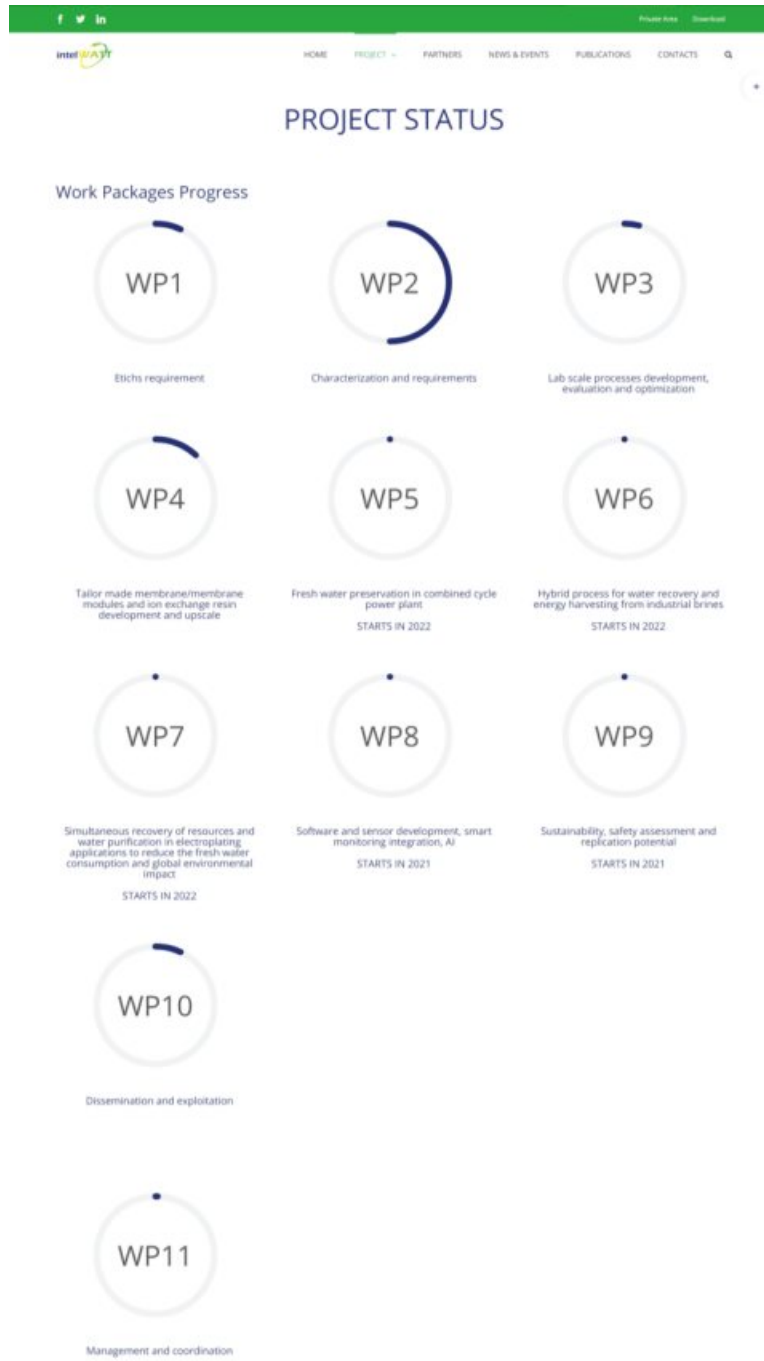 Private Area Download
intelWATT
HOME PROJECT PARTNERS NEWS & EVENTS PUBLICATIONS CONTACTS
PROJECT STATUS
Work Packages Progress
WP1
Etichs requirement
WP2
Characterization and requirements
WP3
Lab scale processes development,
evaluation and optimization
WP4
Tailor made membrane/membrane
modules and ion exchange resin
development and upscale
WP5
Fresh water preservation in combined cycle
power plant
STARTS IN 2022
WP6
Hybrid process for water recovery and
energy harvesting from industrial brines
STARTS IN 2022
WP7
Simultaneous recovery of resources and
water purification in electroplating
applications to reduce the fresh water
consumption and global environmental
impact
STARTS IN 2022
WP8
Software and sensor development, smart
monitoring integration, AI
STARTS IN 2021
WP9
Sustainability, safety assessment and
replication potential
STARTS IN 2021
WP10
Dissemination and exploitation
WP11
Management and coordination